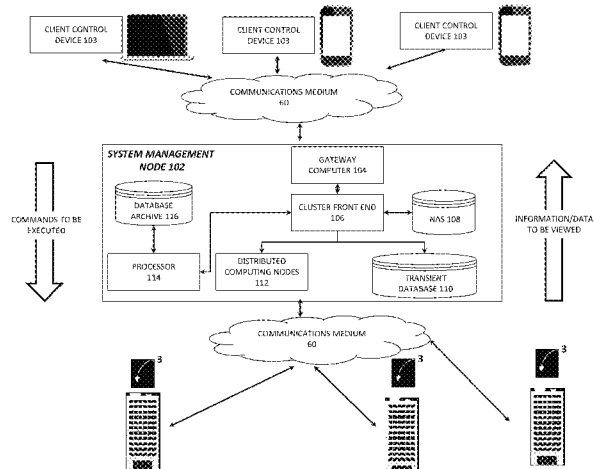 CLIENT CONTROL
DEVICE 103
CLIENT CONTROL
DEVICE 103
CLIENT CONTROL
DEVICE 103
COMMUNICATIONS MEDIUM
60
SYSTEM MANAGEMENT
NODE 102
GATEWAY
COMPUTER 104
DATABASE
ARCHIVE 116
CLUSTER FRONT END
106
NAS 108
COMMANDS TO BE
EXECUTED
INFORMATION/DATA
TO BE VIEWED
PROCESSOR
114
DISTRIBUTED
COMPUTING NODES
112
TRANSIENT
DATABASE 110
COMMUNICATIONS MEDIUM
60
3
3
3